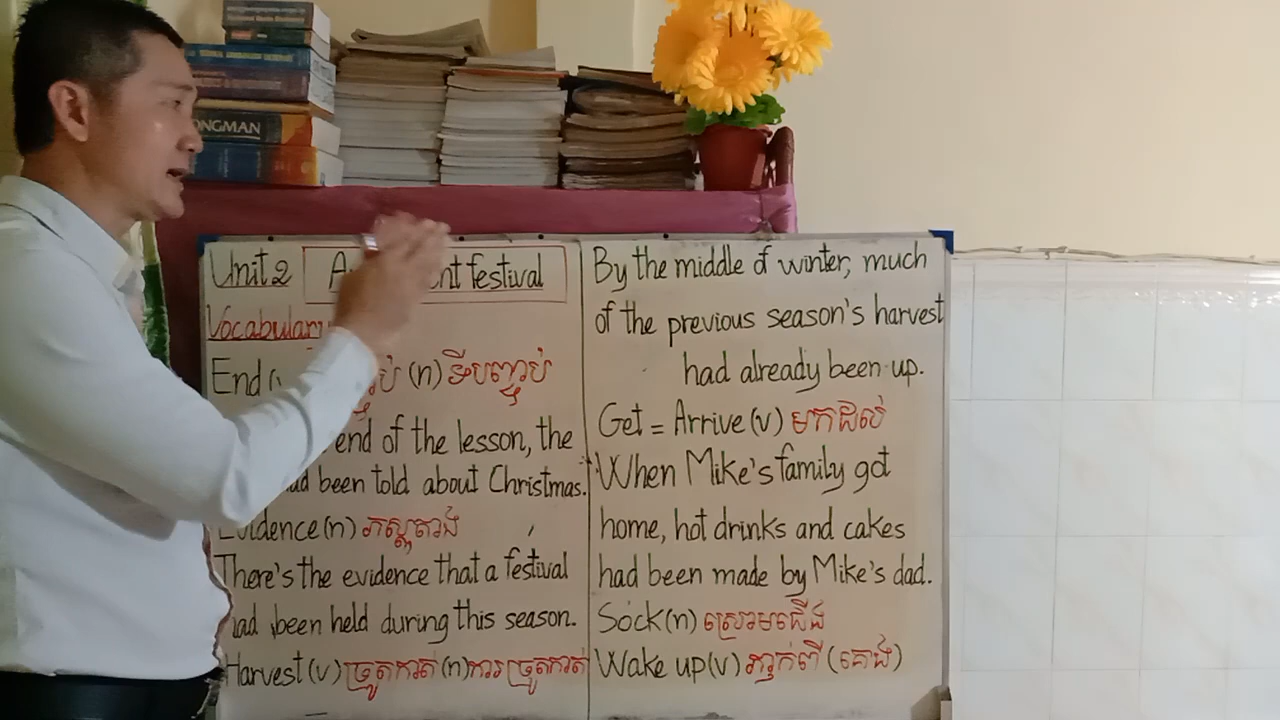 LONGMAN
Unit 2 festival
Vocabulary
End (n) ទីបញ្ចប់
end of the lesson, the
had been told about Christmas.
Evidence (n) ភស្តុតាង
There's the evidence that a festival
had been held during this season.
Harvest (v) ច្រូតកាត់ (n) ការច្រូតកាត់
By the middle of winter, much
of the previous season's harvest
had already been up.
Get = Arrive (v) មកដល់
When Mike's family got
home, hot drinks and cakes
had been made by Mike's dad.
Sock (n) ស្រោមជើង
Wake up (v) ភ្ញាក់ពី (គេង)